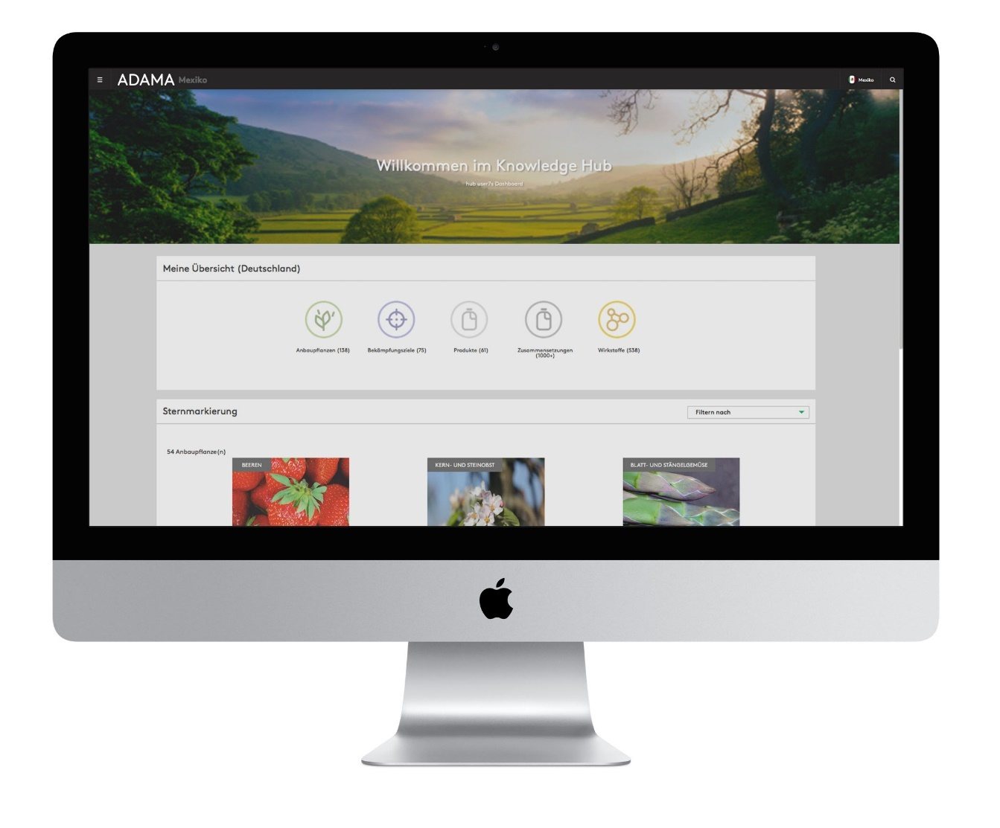 ADAMA Mexiko
Mexiko
Willkommen im Knowledge Hub
hub user7s Dashboard
Meine Übersicht (Deutschland)
Anbaupflanzen (138)
Bekämpfungsziele (75)
Produkte (61)
Zusammensetzungen
(1000+)
Wirkstoffe (538)
Sternmarkierung
Filtern nach
54 Anbaupflanze(n)
BEEREN
KERN- UND STEINOBST
BLATT- UND STÄNGELGEMÜSE